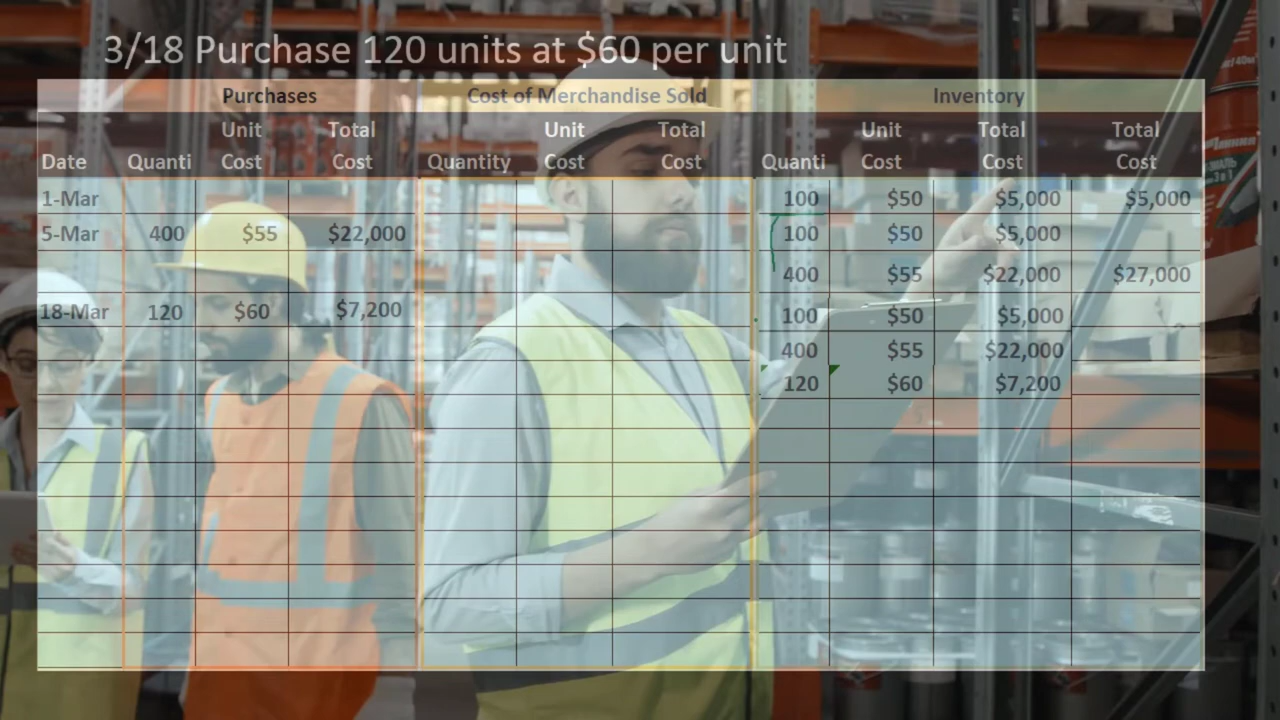 3/18 Purchase 120 units at $60 per unit
Purchases Cost of Merchandise Sold Inventory
Unit Total Unit Total Unit Total Total
Date Quanti Cost Cost Quantity Cost Cost Quanti Cost Cost Cost
1-Mar 100 $50 $5,000 $5,000
5-Mar 400 $55 $22,000 100 $50 $5,000
400 $55 $22,000 $27,000
18-Mar 120 $60 $7,200 100 $50 $5,000
400 $55 $22,000
120 $60 $7,200